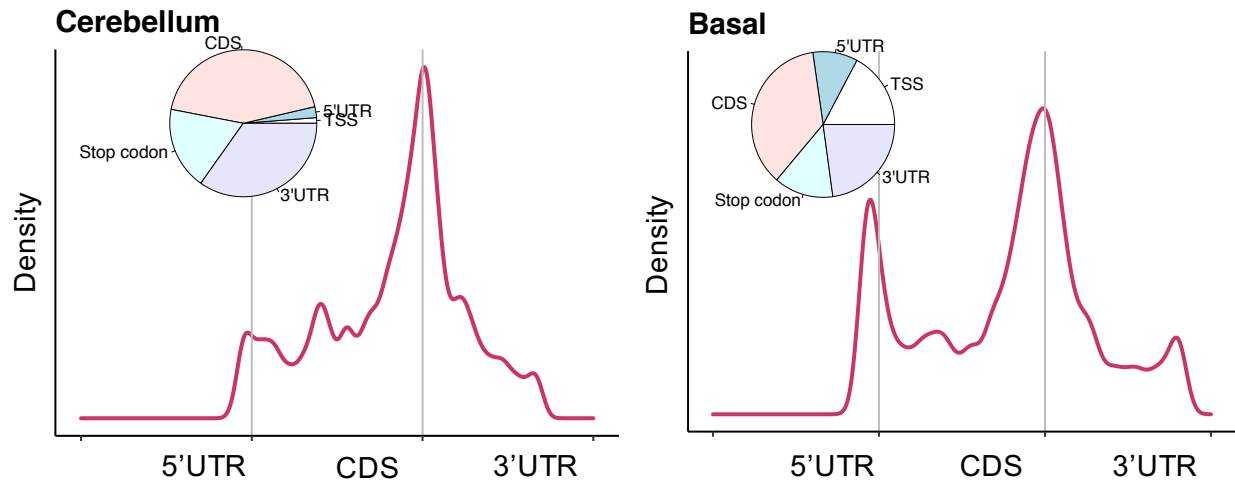 Cerebellum
CDS
5'UTR
TSS
Stop codon
3'UTR
Density
5’UTR
CDS
3’UTR
Basal
5'UTR
TSS
CDS
3'UTR
Stop codon
Density
5’UTR
CDS
3’UTR